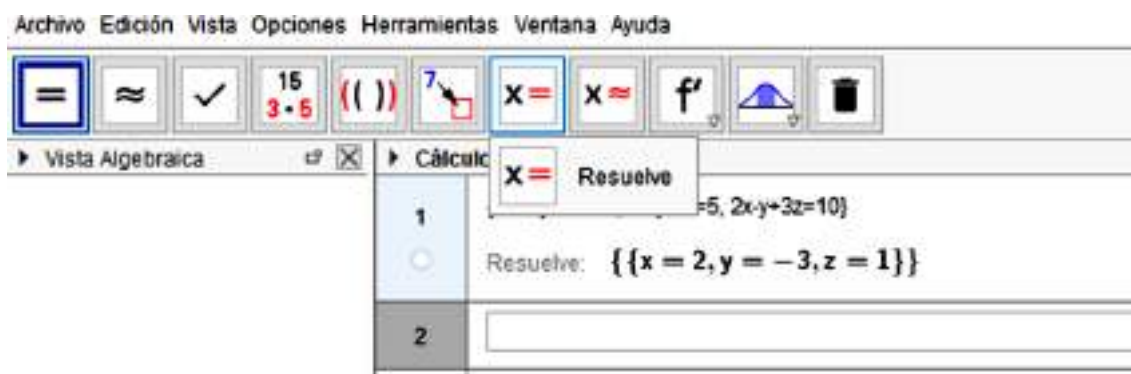 Archivo Edición Vista Opciones Herramientas Ventana Ayuda
= ≈ ✓ 15 3·5 (( )) 7 x= x≈ f′
Vista Algebraica
x= Resuelve
1
=5, 2x-y+3z=10}
Resuelve: {{x = 2, y = −3, z = 1}}
2